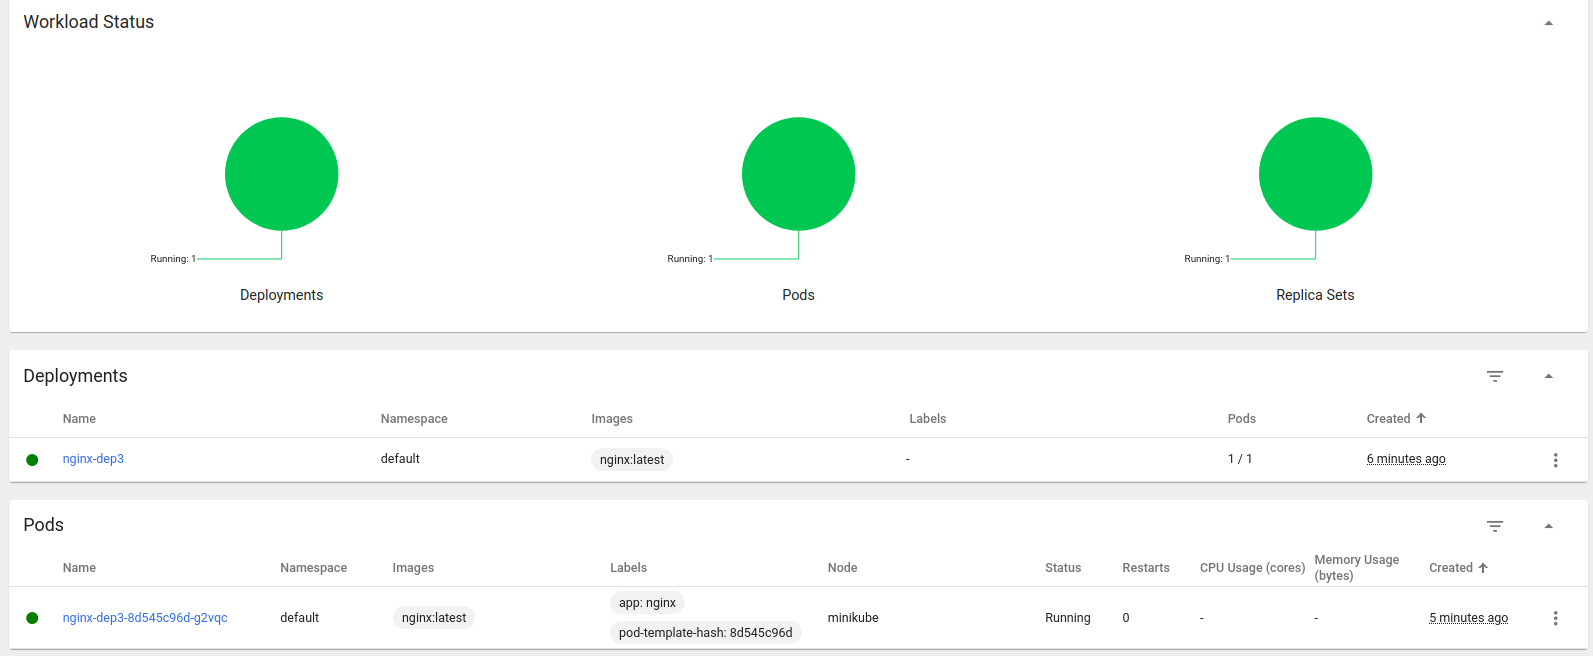 Workload Status
Running: 1
Running: 1
Running: 1
Deployments
Pods
Replica Sets
Deployments
Name Namespace Images Labels Pods Created
nginx-dep3 default nginx:latest - 1 / 1 6 minutes ago
Pods
Name Namespace Images Labels Node Status Restarts CPU Usage (cores) Memory Usage (bytes) Created
nginx-dep3-8d545c96d-g2vqc default nginx:latest app: nginx pod-template-hash: 8d545c96d minikube Running 0 - - 5 minutes ago